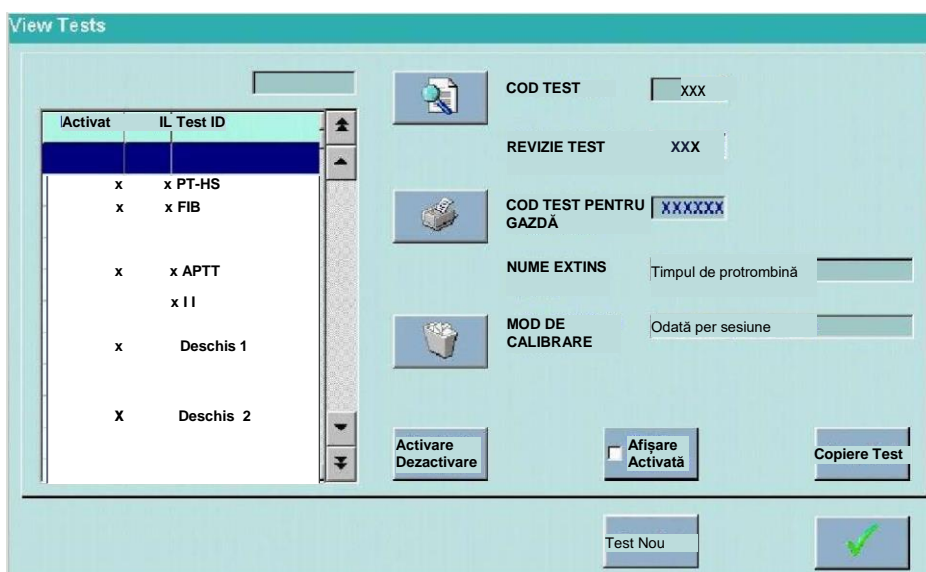 View Tests
Activat IL Test ID
x x PT-HS
x x FIB
x x APTT
x I I
x Deschis 1
X Deschis 2
COD TEST xxx
REVIZIE TEST XXX
COD TEST PENTRU GAZDĂ XXXXXX
NUME EXTINS Timpul de protrombină
MOD DE CALIBRARE Odată per sesiune
Activare
Dezactivare
Afișare
Activată
Copiere Test
Test Nou